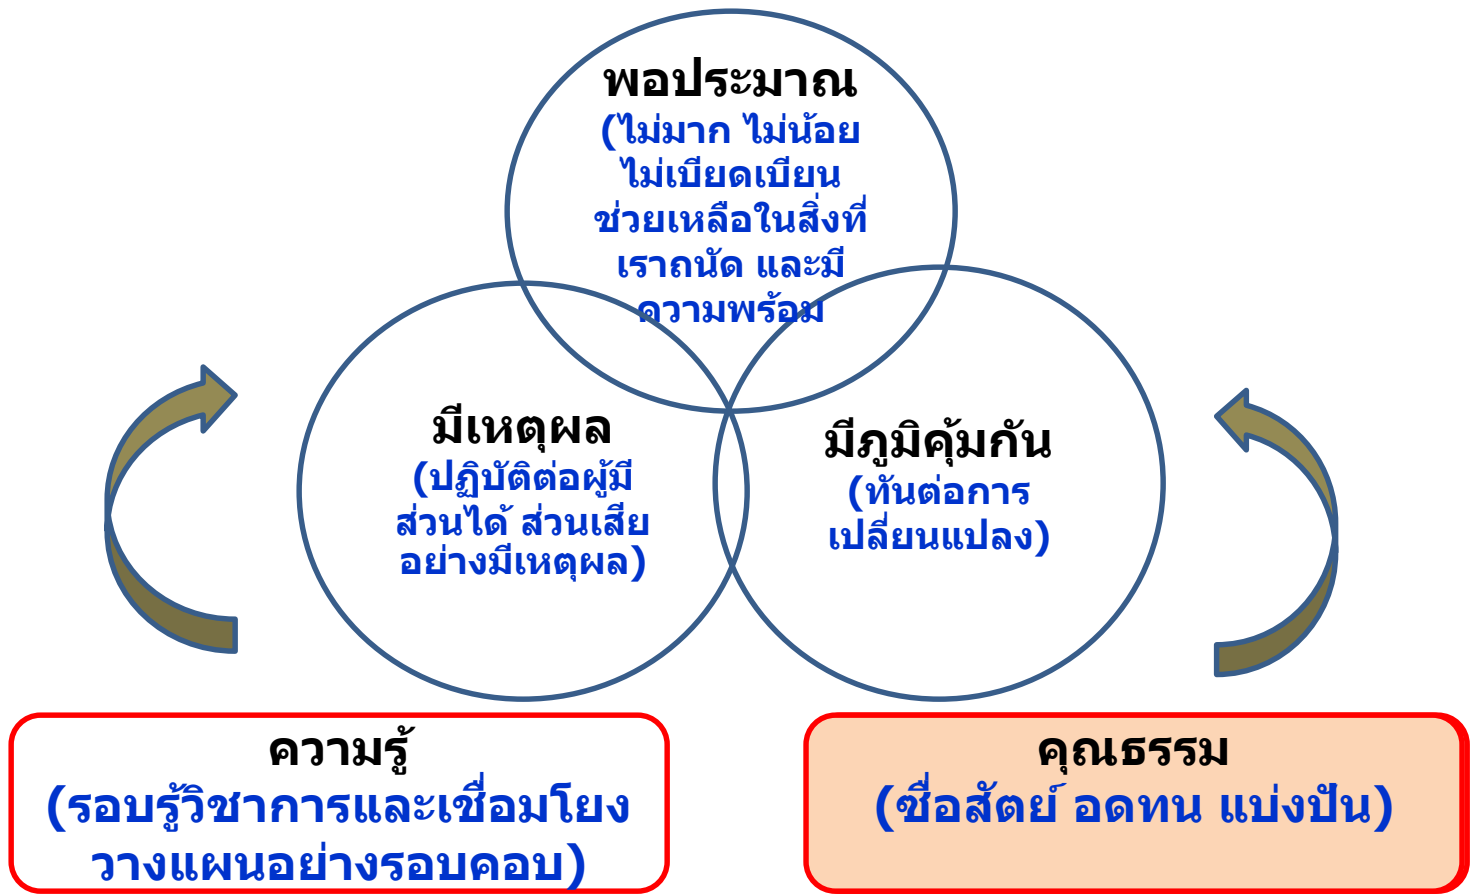 พอประมาณ
(ไม่มาก ไม่น้อย
ไม่เบียดเบียน
ช่วยเหลือในสิ่งที่
เราถนัด และมี
ความพร้อม
มีเหตุผล
(ปฏิบัติต่อผู้มี
ส่วนได้ ส่วนเสีย
อย่างมีเหตุผล)
มีภูมิคุ้มกัน
(ทันต่อการ
เปลี่ยนแปลง)
ความรู้
(รอบรู้วิชาการและเชื่อมโยง
วางแผนอย่างรอบคอบ)
คุณธรรม
(ซื่อสัตย์ อดทน แบ่งปัน)